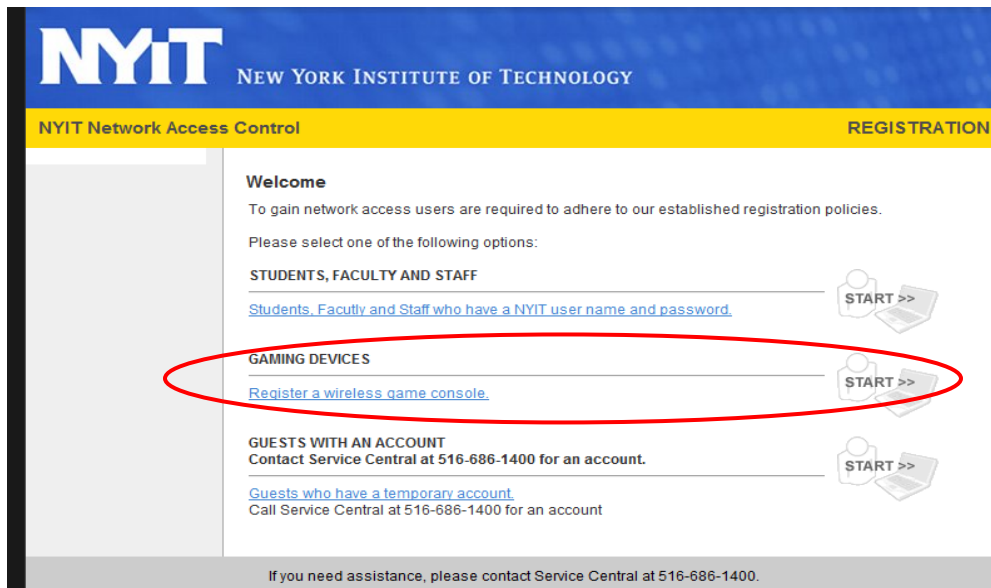 NYiT
NEW YORK INSTITUTE OF TECHNOLOGY
NYIT Network Access Control
REGISTRATION
Welcome
To gain network access users are required to adhere to our established registration policies.
Please select one of the following options:
STUDENTS, FACULTY AND STAFF
Students, Facutly and Staff who have a NYIT user name and password.
START >>
GAMING DEVICES
Register a wireless game console.
START >>
GUESTS WITH AN ACCOUNT
Contact Service Central at 516-686-1400 for an account.
START >>
Guests who have a temporary account.
Call Service Central at 516-686-1400 for an account
If you need assistance, please contact Service Central at 516-686-1400.